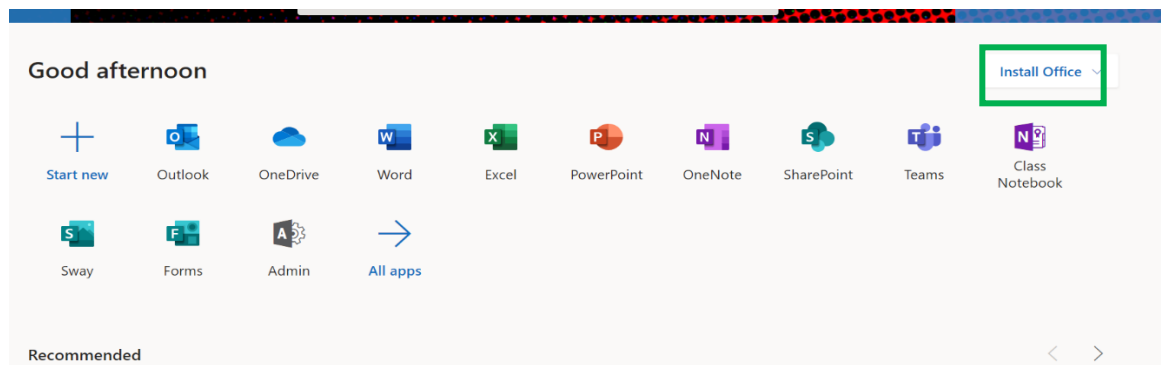 Good afternoon
Install Office
Start new
Outlook
OneDrive
Word
Excel
PowerPoint
OneNote
SharePoint
Teams
Class
Notebook
Sway
Forms
Admin
All apps
Recommended